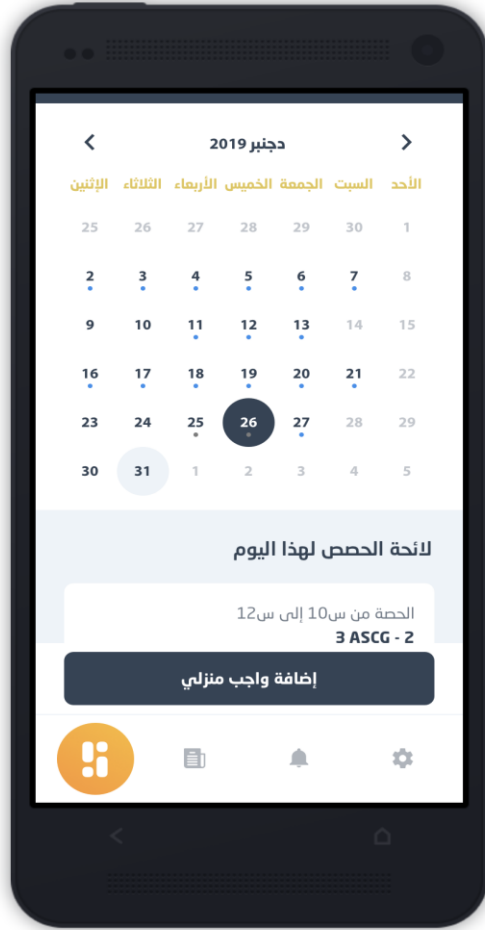 دجنبر 2019
الأحد السبت الجمعة الخميس الأربعاء الثلاثاء الإثنين
25 26 27 28 29 30 1
2 3 4 5 6 7 8
9 10 11 12 13 14 15
16 17 18 19 20 21 22
23 24 25 26 27 28 29
30 31 1 2 3 4 5
لائحة الحصص لهذا اليوم
الحصة من س10 إلى س12
3 ASCG - 2
إضافة واجب منزلي